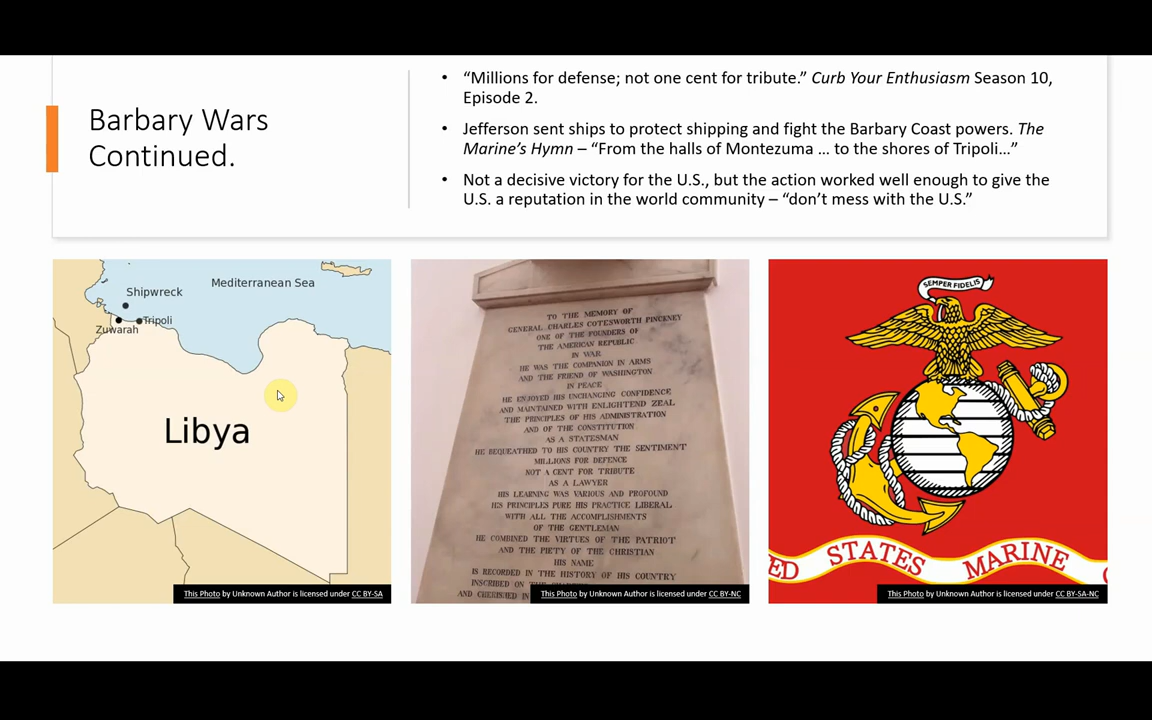 Barbary Wars
Continued.
• “Millions for defense; not one cent for tribute.” Curb Your Enthusiasm Season 10,
Episode 2.
• Jefferson sent ships to protect shipping and fight the Barbary Coast powers. The
Marine’s Hymn – “From the halls of Montezuma ... to the shores of Tripoli...”
• Not a decisive victory for the U.S., but the action worked well enough to give the
U.S. a reputation in the world community – “don’t mess with the U.S.”
Mediterranean Sea
Shipwreck
Tripoli
Zuwarah
Libya
This Photo by Unknown Author is licensed under CC BY-SA
TO THE MEMORY OF
GENERAL CHARLES COTESWORTH PINCKNEY
ONE OF THE FOUNDERS OF
THE AMERICAN REPUBLIC
IN WAR
HE WAS THE COMPANION IN ARMS
AND THE FRIEND OF WASHINGTON
IN PEACE
HE ENJOYED HIS UNCHANGING CONFIDENCE
AND MAINTAINED WITH ENLIGHTEND ZEAL
THE PRINCIPLES OF HIS ADMINISTRATION
AND OF THE CONSTITUTION
AS A STATESMAN
HE BEQUEATHED TO HIS COUNTRY THE SENTIMENT
MILLIONS FOR DEFENCE
NOT A CENT FOR TRIBUTE
AS A LAWYER
HIS LEARNING WAS VARIOUS AND PROFOUND
HIS PRINCIPLES PURE HIS PRACTICE LIBERAL
WITH ALL THE ACCOMPLISHMENTS
OF THE GENTLEMAN
HE COMBINED THE VIRTUES OF THE PATRIOT
AND THE PIETY OF THE CHRISTIAN
HIS NAME
IS RECORDED IN THE HISTORY OF HIS COUNTRY
INSCRIBED ON
AND CHERISHED IN
This Photo by Unknown Author is licensed under CC BY-NC
SEMPER FIDELIS
ED STATES MARINE C
This Photo by Unknown Author is licensed under CC BY-SA-NC